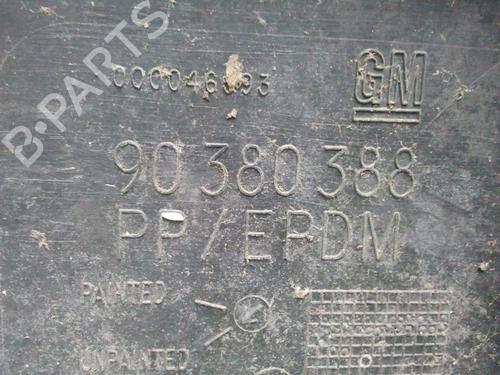 B-PARTS
GM
90 380 388
PP/EPDM
PAINTED
UNPAINTED